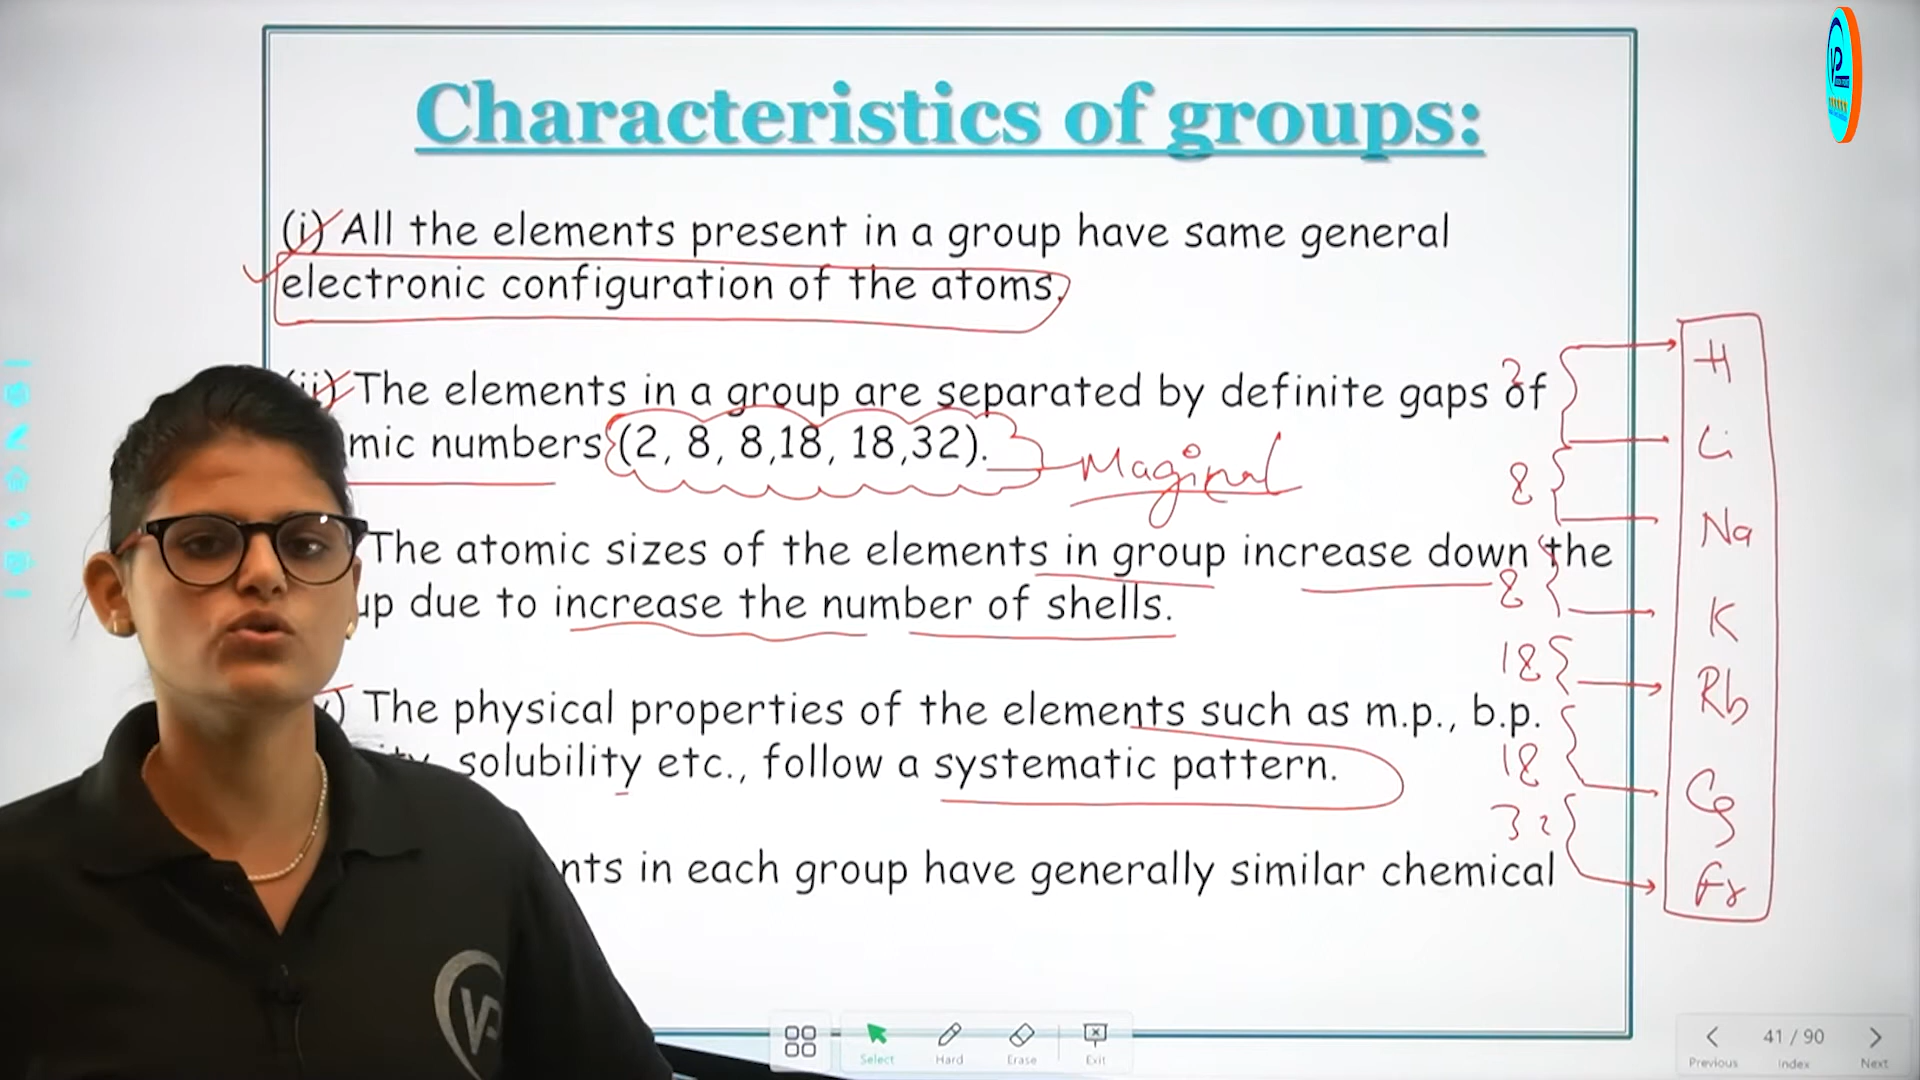 Characteristics of groups:
(i) All the elements present in a group have same general
electronic configuration of the atoms.
(ii) The elements in a group are separated by definite gaps of
mic numbers (2, 8, 8,18, 18,32).
Maginal
The atomic sizes of the elements in group increase down the
up due to increase the number of shells.
) The physical properties of the elements such as m.p., b.p.
solubility etc., follow a systematic pattern.
nts in each group have generally similar chemical
2
8
8
18
18
32
H
Li
Na
K
Rb
Cs
Fr
VP
Select
Hard
Erase
Exit
41 / 90
Previous
Index
Next